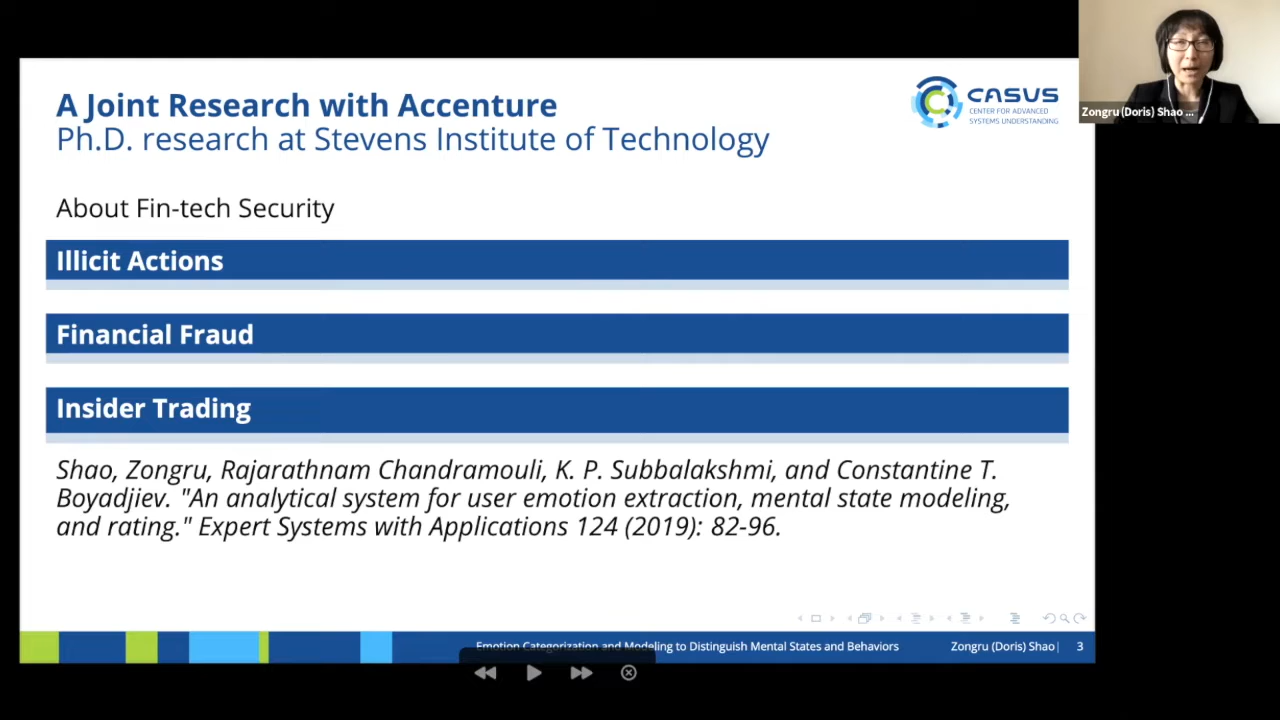 A Joint Research with Accenture
Ph.D. research at Stevens Institute of Technology
CASUS
CENTER FOR ADVANCED
SYSTEMS UNDERSTANDING
Zongru (Doris) Shao ...
About Fin-tech Security
Illicit Actions
Financial Fraud
Insider Trading
Shao, Zongru, Rajarathnam Chandramouli, K. P. Subbalakshmi, and Constantine T.
Boyadjiev. "An analytical system for user emotion extraction, mental state modeling,
and rating." Expert Systems with Applications 124 (2019): 82-96.
Emotion Categorization and Modeling to Distinguish Mental States and Behaviors
Zongru (Doris) Shao| 3